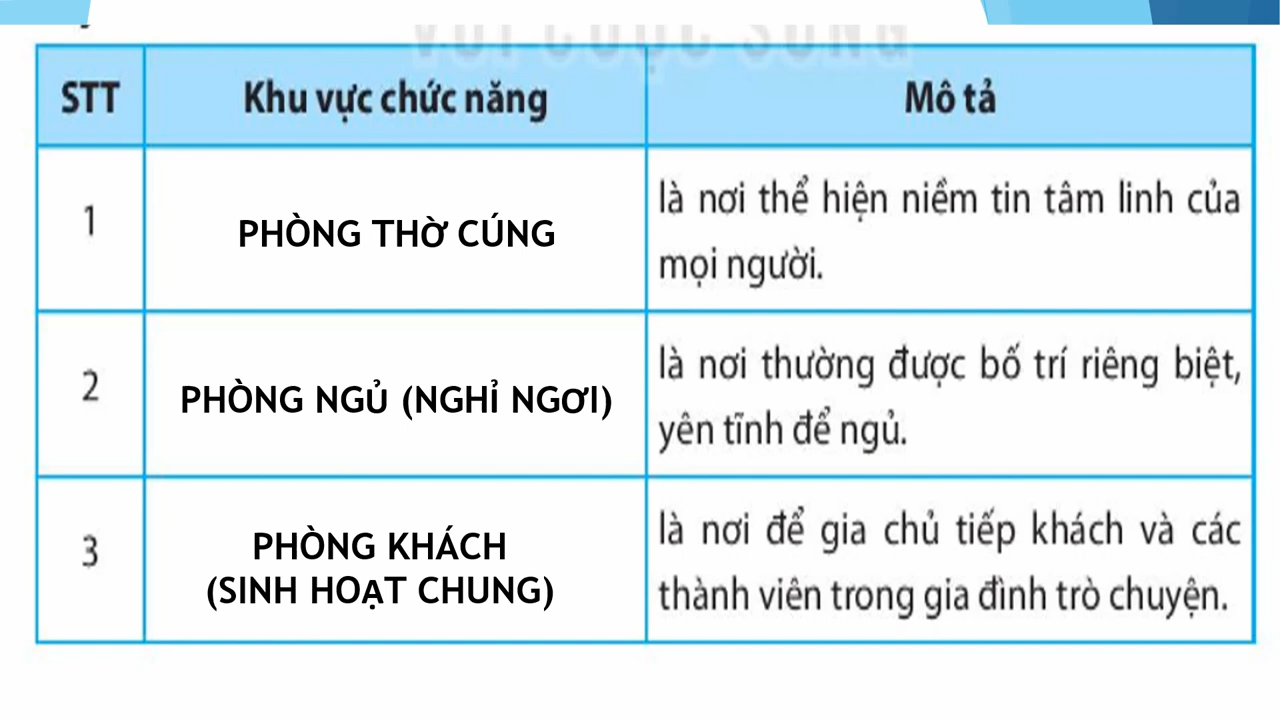 STT Khu vực chức năng Mô tả
1 PHÒNG THỜ CÚNG là nơi thể hiện niềm tin tâm linh của
mọi người.
2 PHÒNG NGỦ (NGHỈ NGƠI) là nơi thường được bố trí riêng biệt,
yên tĩnh để ngủ.
3 PHÒNG KHÁCH
(SINH HOẠT CHUNG) là nơi để gia chủ tiếp khách và các
thành viên trong gia đình trò chuyện.